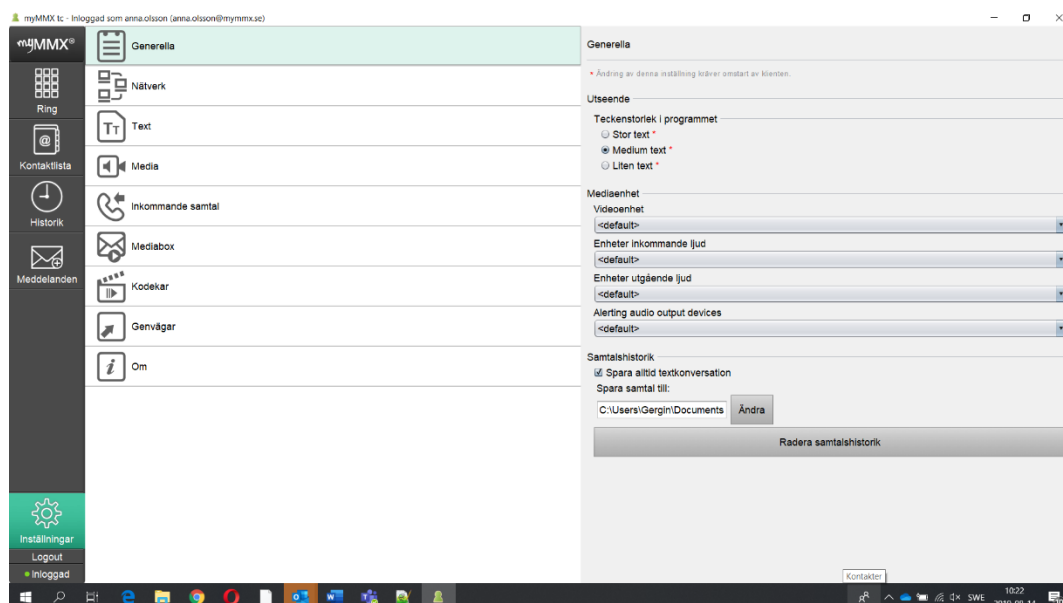 myMMX tc - Inloggad som anna.olsson (anna.olsson@mymmx.se)
myMMX®
Ring
Kontaktlista
Historik
Meddelanden
Inställningar
Logout
Inloggad
Generella
Nätverk
Text
Media
Inkommande samtal
Mediabox
Kodekar
Genvägar
Om
Generella
* Ändring av denna inställning kräver omstart av klienten.
Utseende
Teckenstorlek i programmet
Stor text *
Medium text *
Liten text *
Mediaenhet
Videoenhet
<default>
Enheter inkommande ljud
<default>
Enheter utgående ljud
<default>
Alerting audio output devices
<default>
Samtalshistorik
Spara alltid textkonversation
Spara samtal till:
C:\Users\Gergin\Documents Ändra
Radera samtalshistorik
Kontakter
SWE 10:22